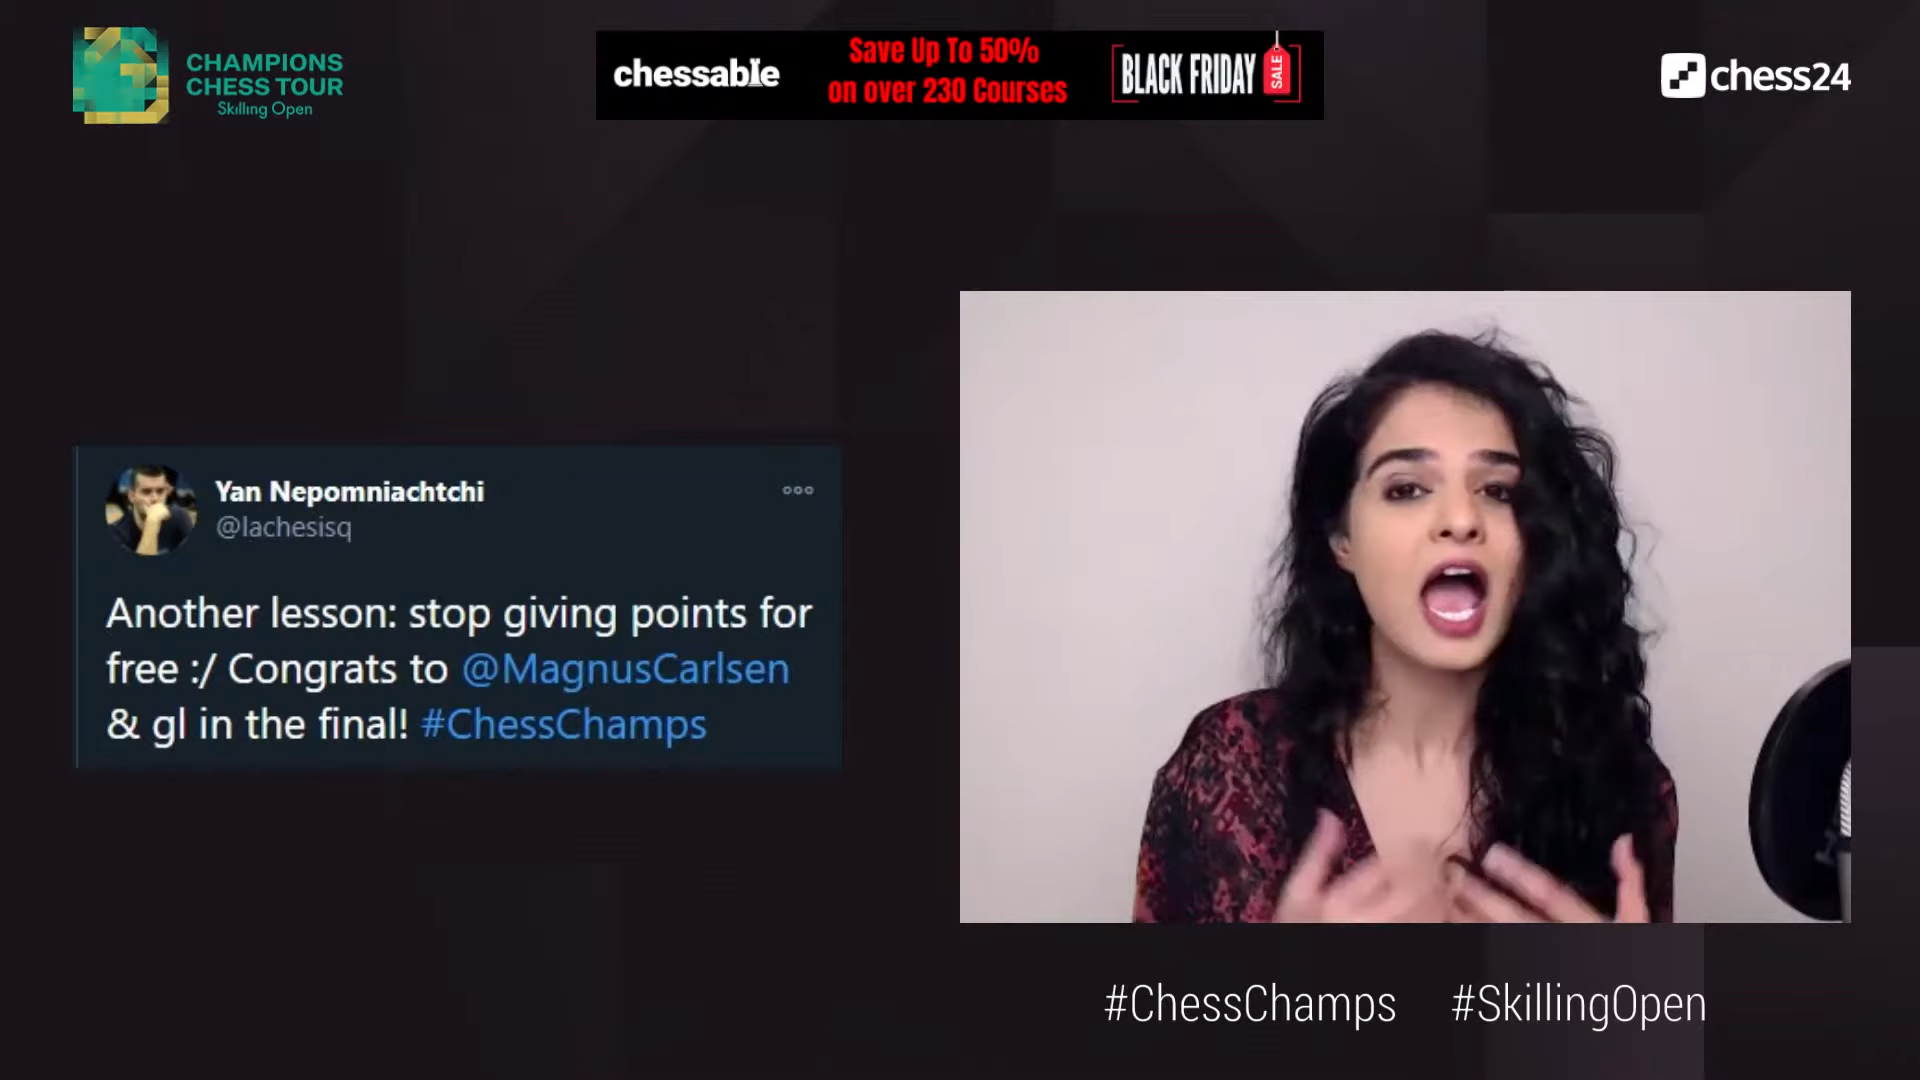 CHAMPIONS
CHESS TOUR
Skilling Open
chessable
Save Up To 50%
on over 230 Courses
BLACK FRIDAY
SALE
chess24
Yan Nepomniachtchi
@lachesisq
Another lesson: stop giving points for
free :/ Congrats to @MagnusCarlsen
& gl in the final! #ChessChamps
#ChessChamps #SkillingOpen